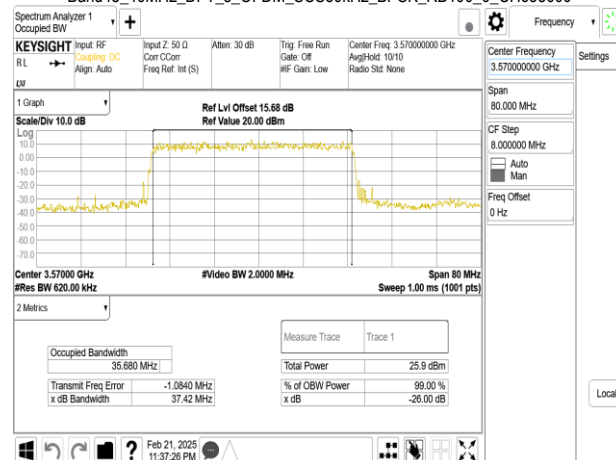 Spectrum Analyzer 1
Occupied BW
Frequency
KEYSIGHT Input: RF Input Z: 50 Ω Atten: 30 dB Trig: Free Run Center Freq: 3.570000000 GHz
RL Coupling: DC Corr CCorr Gate: Off Avg|Hold: 10/10
Align: Auto Freq Ref: Int (S) #IF Gain: Low Radio Std: None
LXI
Center Frequency
3.570000000 GHz
Settings
Span
80.000 MHz
CF Step
8.000000 MHz
Auto
Man
Freq Offset
0 Hz
Local
1 Graph
Ref Lvl Offset 15.68 dB
Scale/Div 10.0 dB Ref Value 20.00 dBm
Log
10.0
0.00
-10.0
-20.0
-30.0
-40.0
-50.0
-60.0
-70.0
Center 3.57000 GHz #Video BW 2.0000 MHz Span 80 MHz
#Res BW 620.00 kHz Sweep 1.00 ms (1001 pts)
2 Metrics
Measure Trace Trace 1
Occupied Bandwidth
35.680 MHz
Total Power 25.9 dBm
Transmit Freq Error -1.0840 MHz % of OBW Power 99.00 %
x dB Bandwidth 37.42 MHz x dB -26.00 dB
? Feb 21, 2025
11:37:26 PM